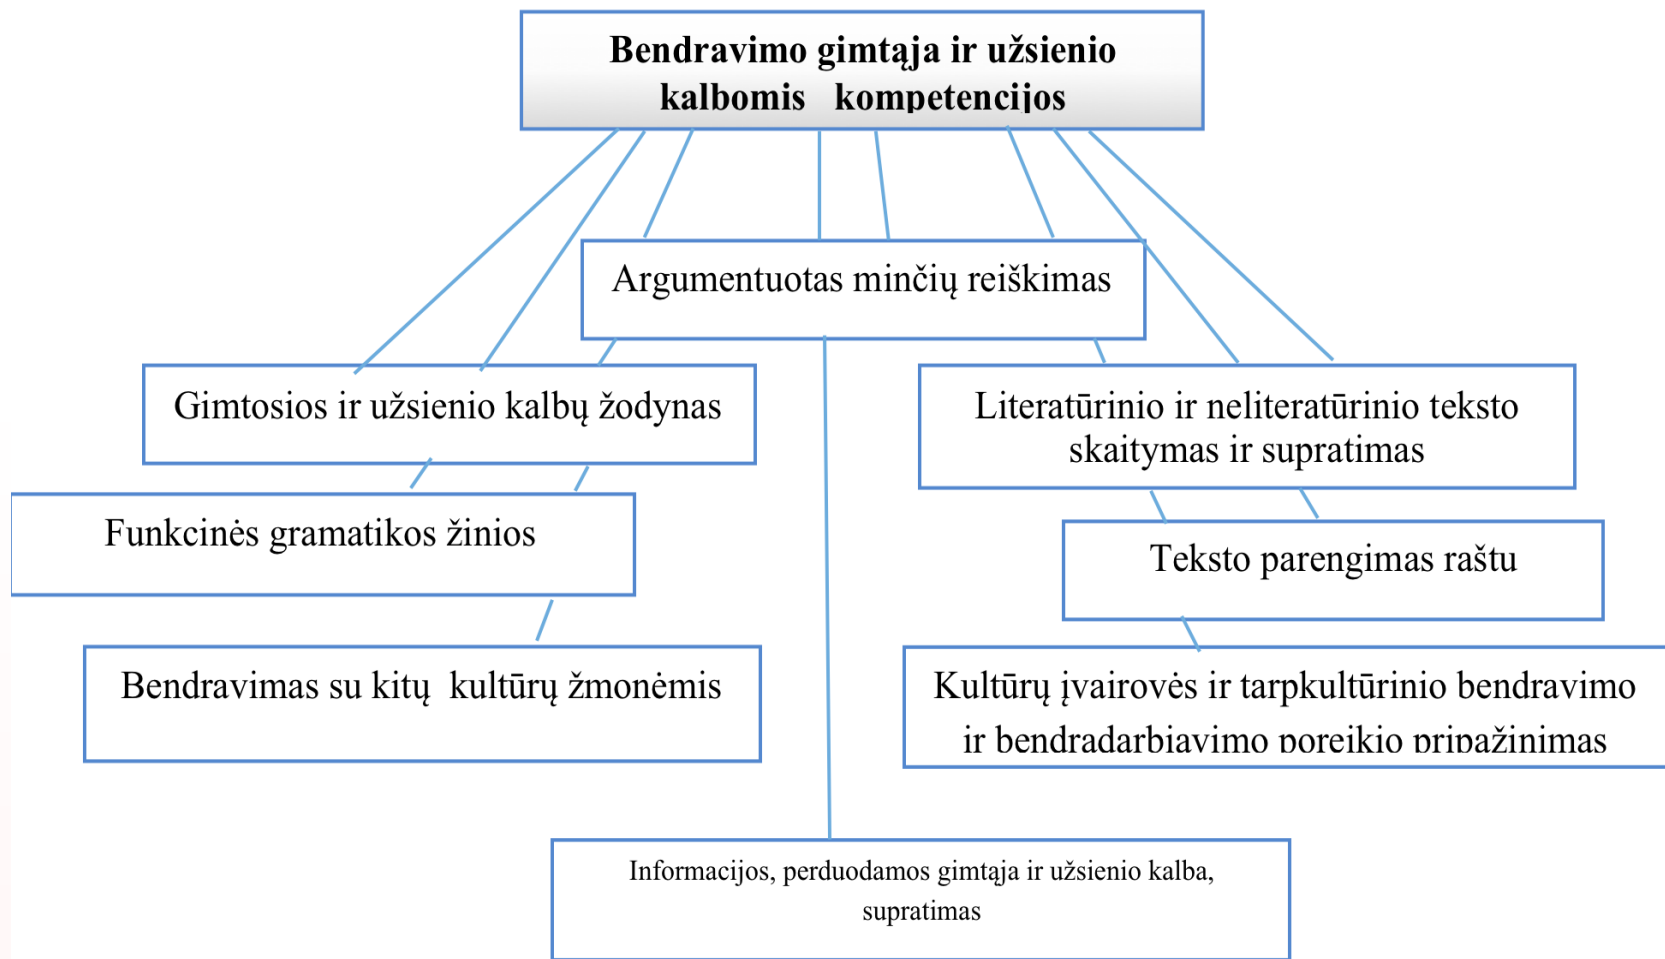 Bendravimo gimtąja ir užsienio
kalbomis kompetencijos
Argumentuotas minčių reiškimas
Gimtosios ir užsienio kalbų žodynas
Literatūrinio ir neliteratūrinio teksto
skaitymas ir supratimas
Funkcinės gramatikos žinios
Teksto parengimas raštu
Bendravimas su kitų kultūrų žmonėmis
Kultūrų įvairovės ir tarpkultūrinio bendravimo
ir bendradarbiavimo poreikio pripažinimas
Informacijos, perduodamos gimtąja ir užsienio kalba,
supratimas